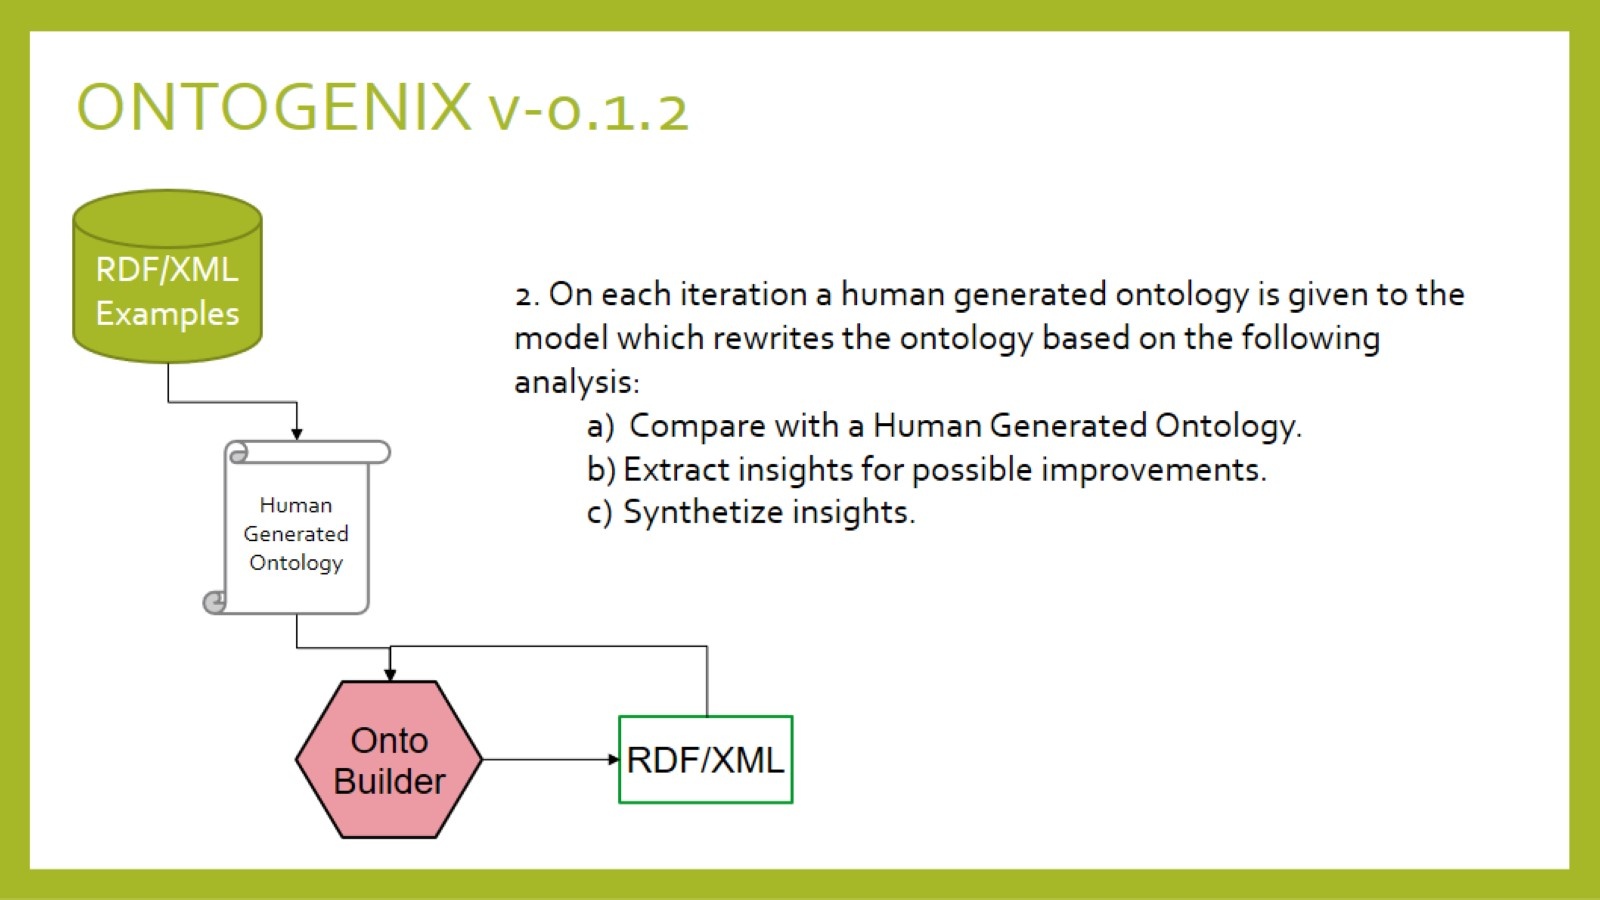 ONTOGENIX v-0.1.2
RDF/XML
Examples
2. On each iteration a human generated ontology is given to the
model which rewrites the ontology based on the following
analysis:
a) Compare with a Human Generated Ontology.
b) Extract insights for possible improvements.
c) Synthetize insights.
Human
Generated
Ontology
Onto
Builder
RDF/XML